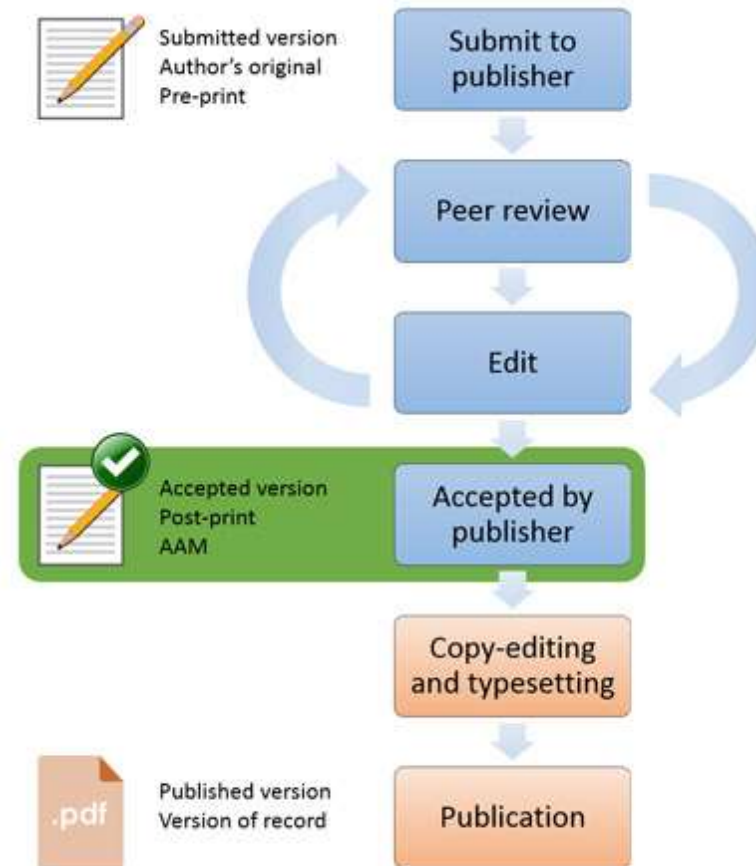 Submitted version
Author's original
Pre-print
Submit to
publisher
Peer review
Edit
Accepted version
Post-print
AAM
Accepted by
publisher
Copy-editing
and typesetting
.pdf
Published version
Version of record
Publication